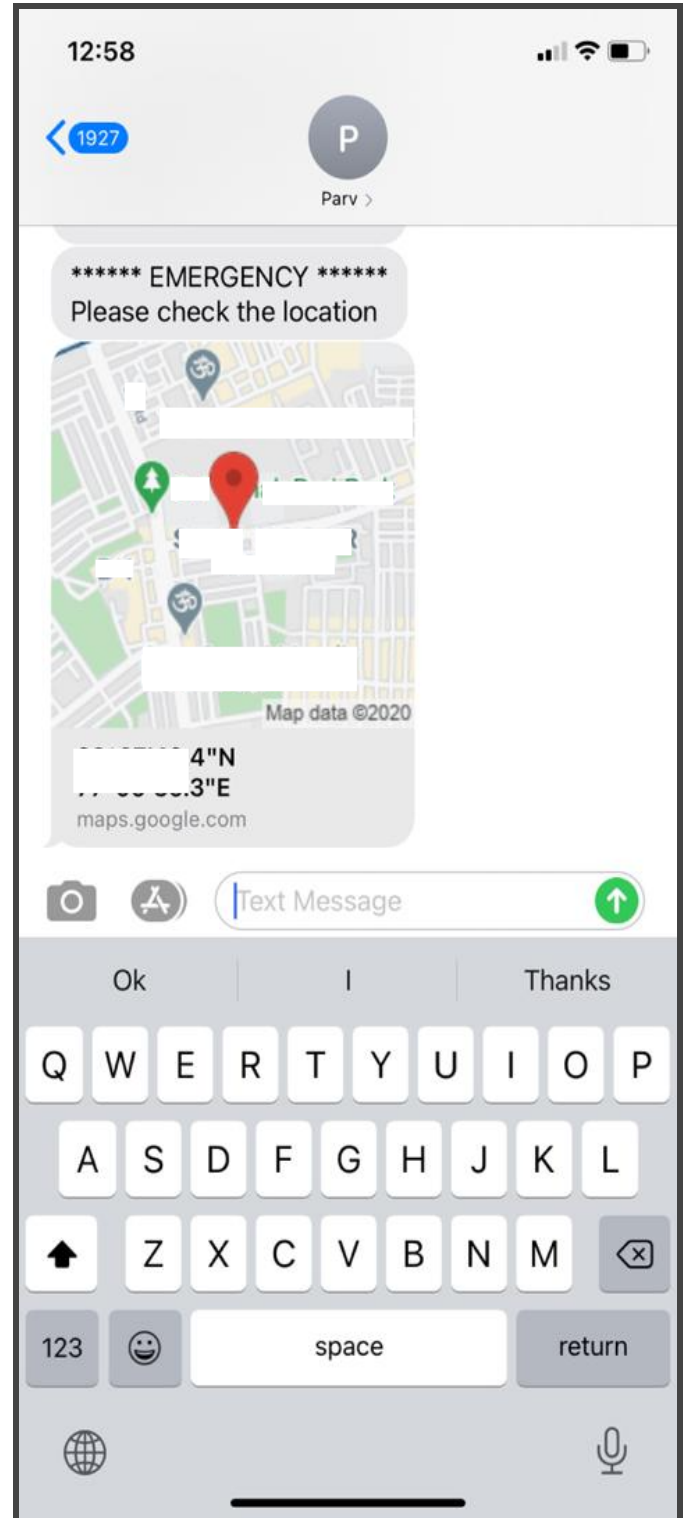 12:58
1927
P
Parv >
****** EMERGENCY ******
Please check the location
ॐ
ॐ
Map data ©2020
4"N
.3"E
maps.google.com
Text Message
Ok I Thanks
Q W E R T Y U I O P
A S D F G H J K L
Z X C V B N M
123 space return